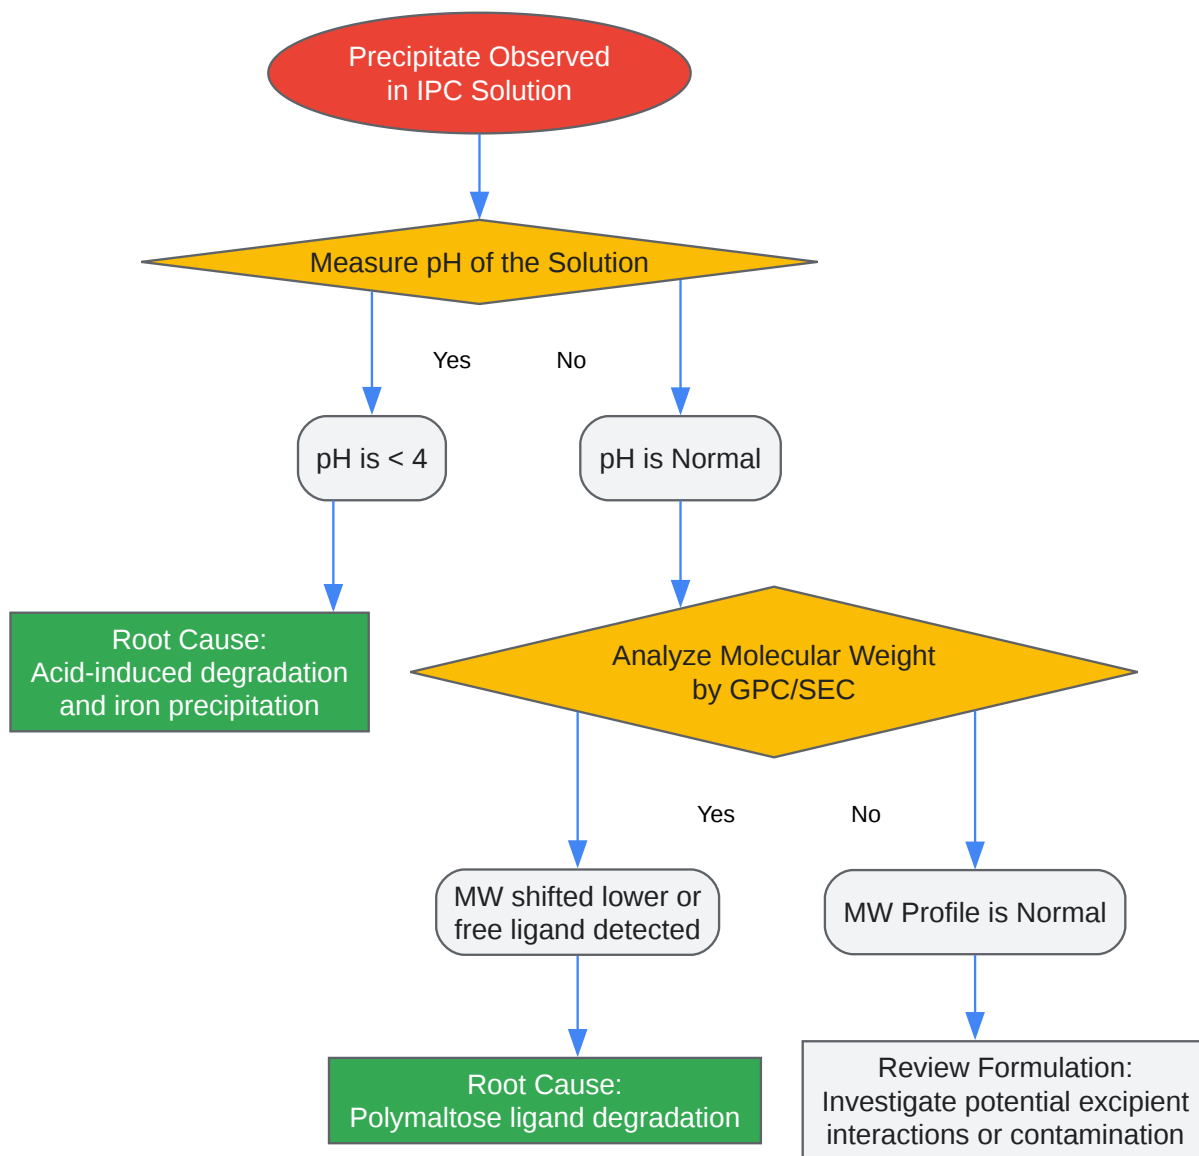 Precipitate Observed
in IPC Solution
Measure pH of the Solution
Yes
No
pH is < 4
pH is Normal
Root Cause:
Acid-induced degradation
and iron precipitation
Analyze Molecular Weight
by GPC/SEC
Yes
No
MW shifted lower or
free ligand detected
MW Profile is Normal
Root Cause:
Polymaltose ligand degradation
Review Formulation:
Investigate potential excipient
interactions or contamination